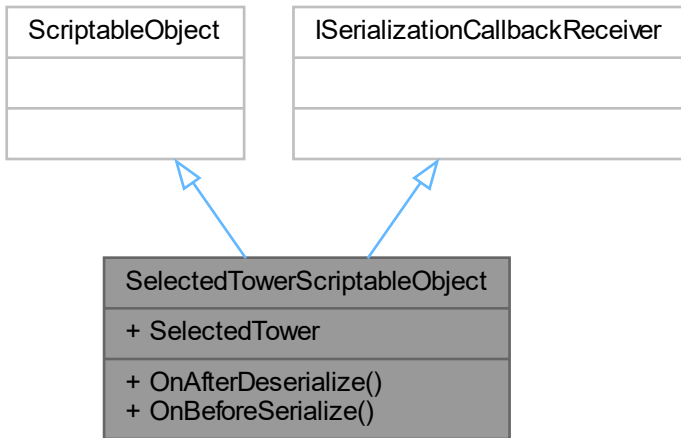 ScriptableObject
ISerializationCallbackReceiver
SelectedTowerScriptableObject
+ SelectedTower
+ OnAfterDeserialize()
+ OnBeforeSerialize()